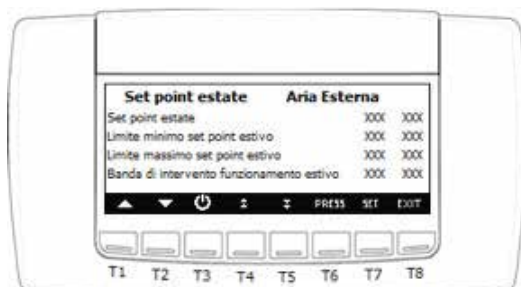 Set point estate Aria Esterna
Set point estate XXX XXX
Limite minimo set point estivo XXX XXX
Limite massimo set point estivo XXX XXX
Banda di intervento funzionamento estivo XXX XXX
PRESS SET EXIT
T1 T2 T3 T4 T5 T6 T7 T8